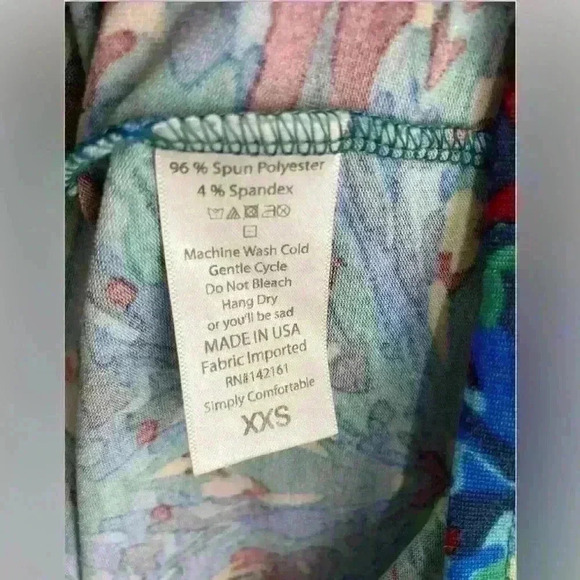 96 % Spun Polyester
4 % Spandex
Machine Wash Cold
Gentle Cycle
Do Not Bleach
Hang Dry
or you'll be sad
MADE IN USA
Fabric Imported
RN#142161
Simply Comfortable
XXS